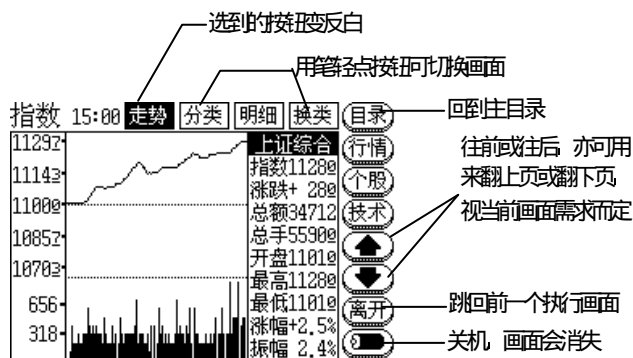 选到的按钮变反白
用笔轻点按钮可切换画面
指数 15:00 走势 分类 明细 换类 目录 回到主目录
11292 上证综合 行情 往前或往后, 亦可用
11143 指数11280 个股 来翻上页或翻下页,
涨跌+ 280
11000 总额34712 技术 视当前画面需求而定
10852 总手55900
开盘11010
10703 最高11280
656 最低11010 离开 跳回前一个执行画面
318 涨幅+2.5%
振幅 2.4% 关机, 画面会消失